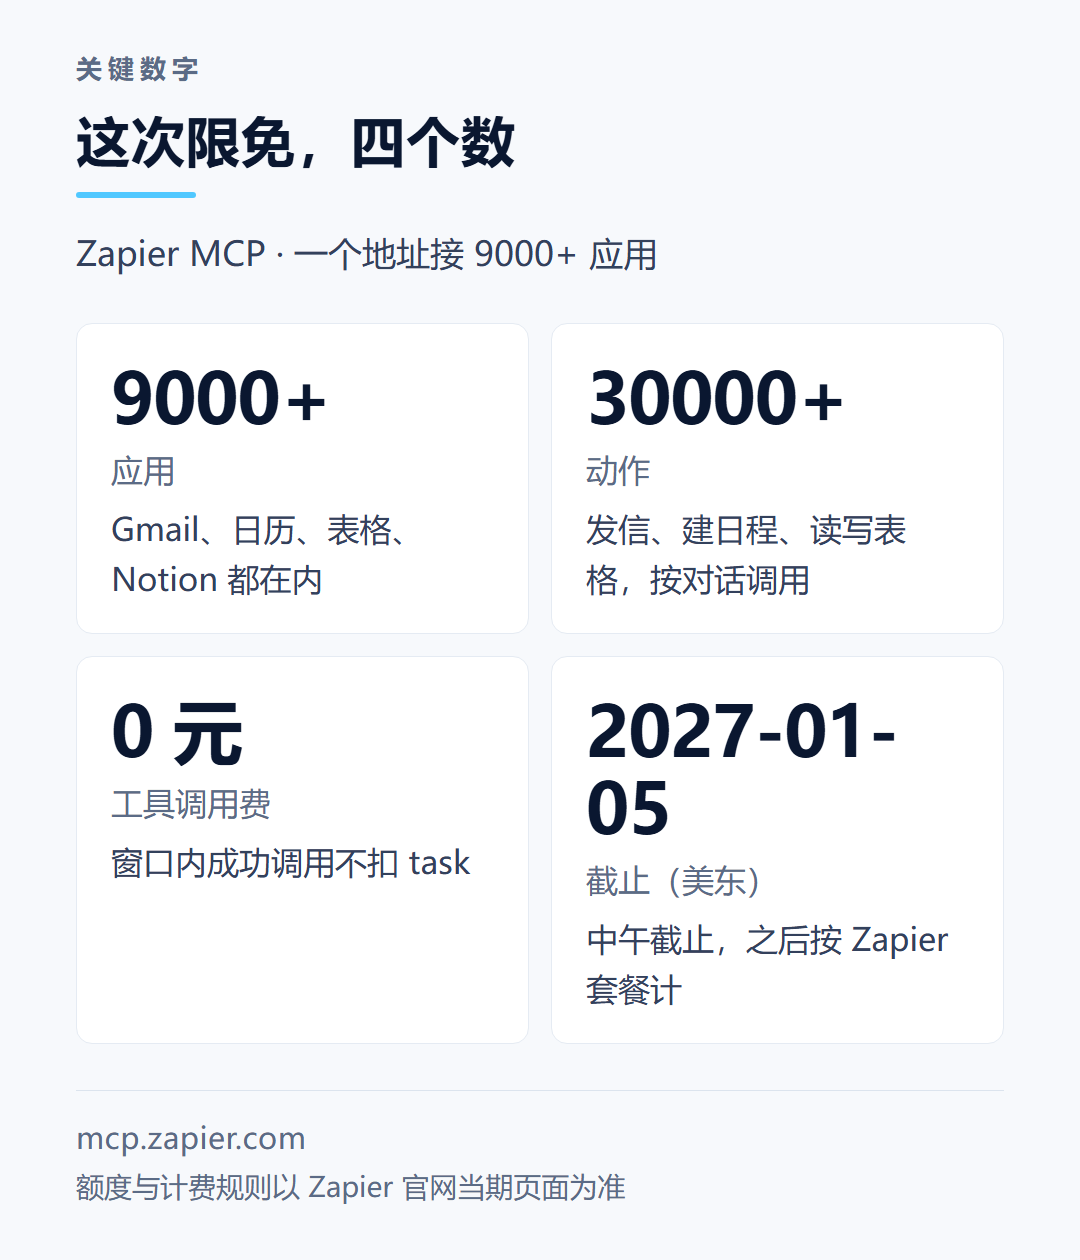 关键数字
这次限免，四个数
Zapier MCP · 一个地址接 9000+ 应用
9000+
应用
Gmail、日历、表格、
Notion 都在内
30000+
动作
发信、建日程、读写表
格，按对话调用
0 元
工具调用费
窗口内成功调用不扣 task
2027-01-
05
截止（美东）
中午截止，之后按 Zapier
套餐计
mcp.zapier.com
额度与计费规则以 Zapier 官网当期页面为准